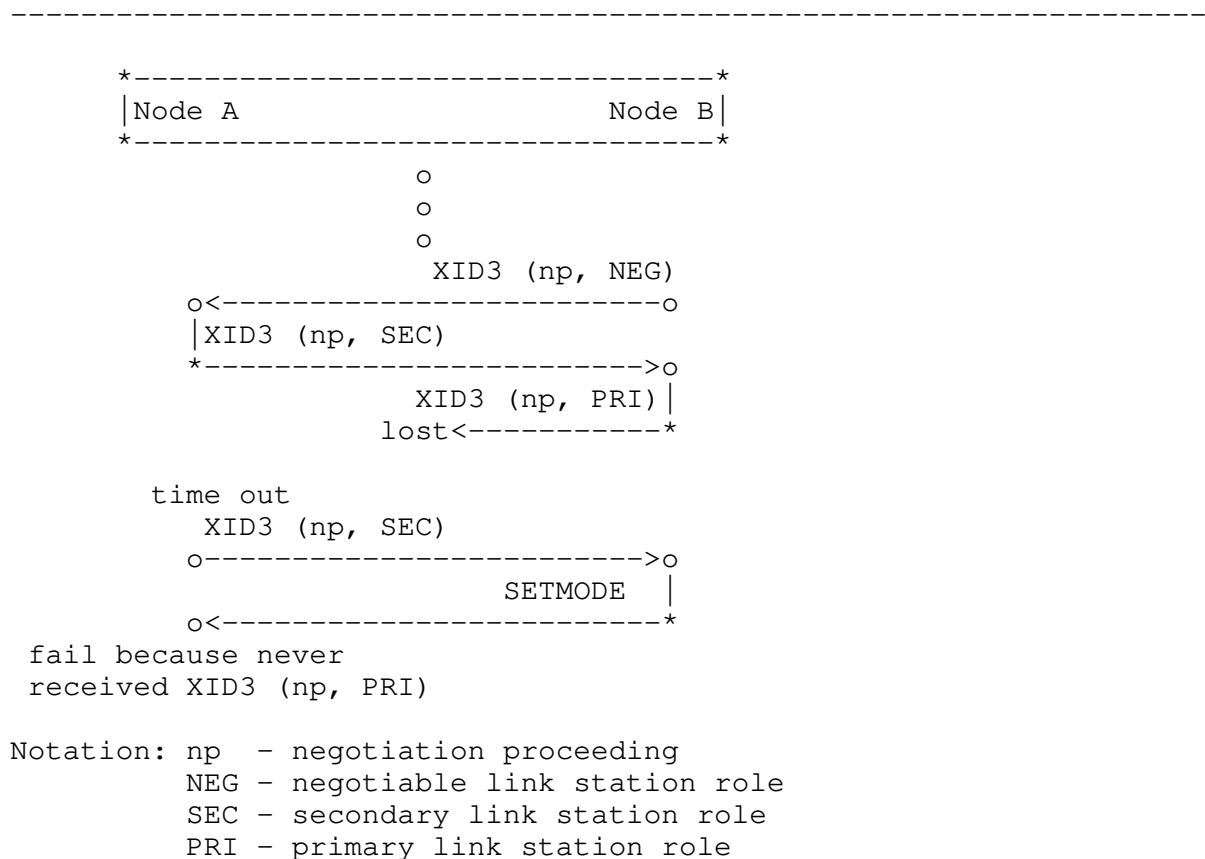 --------------------------------------------------------------------
*---------------------------------*
|Node A                     Node B|
*---------------------------------*
o
o
o
XID3 (np, NEG)
o<-------------------------o
|XID3 (np, SEC)
*------------------------->o
XID3 (np, PRI)|
lost<-----------*
time out
XID3 (np, SEC)
o------------------------->o
SETMODE  |
o<-------------------------*
fail because never
received XID3 (np, PRI)
Notation: np  - negotiation proceeding
NEG - negotiable link station role
SEC - secondary link station role
PRI - primary link station role